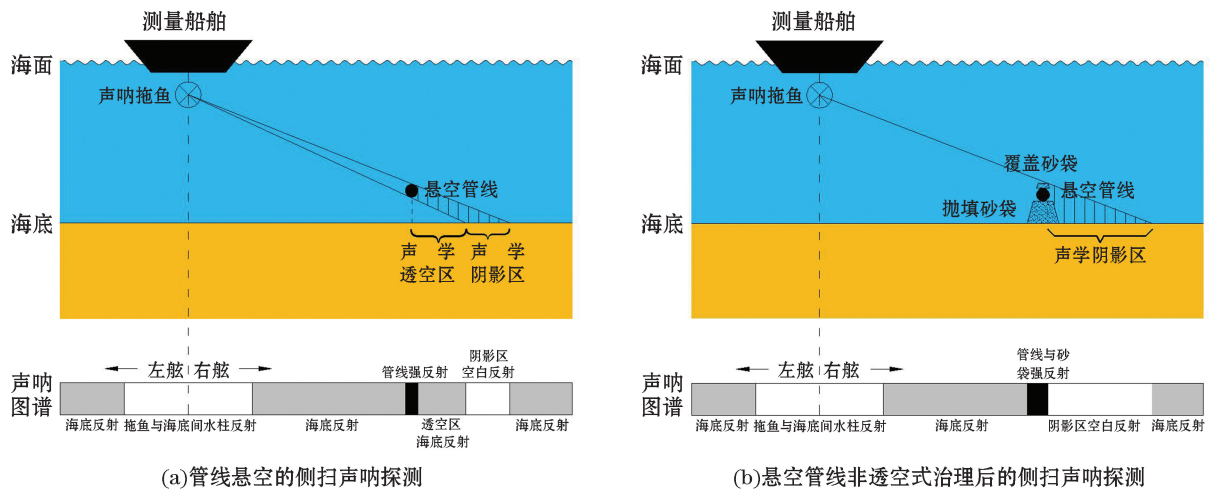 测量船舶
海面
声呐拖鱼
悬空管线
海底
声 学 声 学
透空区 阴影区
左舷 右舷
管线强反射
阴影区
空白反射
声呐
图谱
海底反射
拖鱼与海底间水柱反射
海底反射
透空区
海底反射
海底反射
(a)管线悬空的侧扫声呐探测
测量船舶
海面
声呐拖鱼
覆盖砂袋
悬空管线
抛填砂袋
海底
声学阴影区
左舷 右舷
管线与砂
袋强反射
声呐
图谱
海底反射
拖鱼与海底间水柱反射
海底反射
阴影区空白反射
海底反射
(b)悬空管线非透空式治理后的侧扫声呐探测